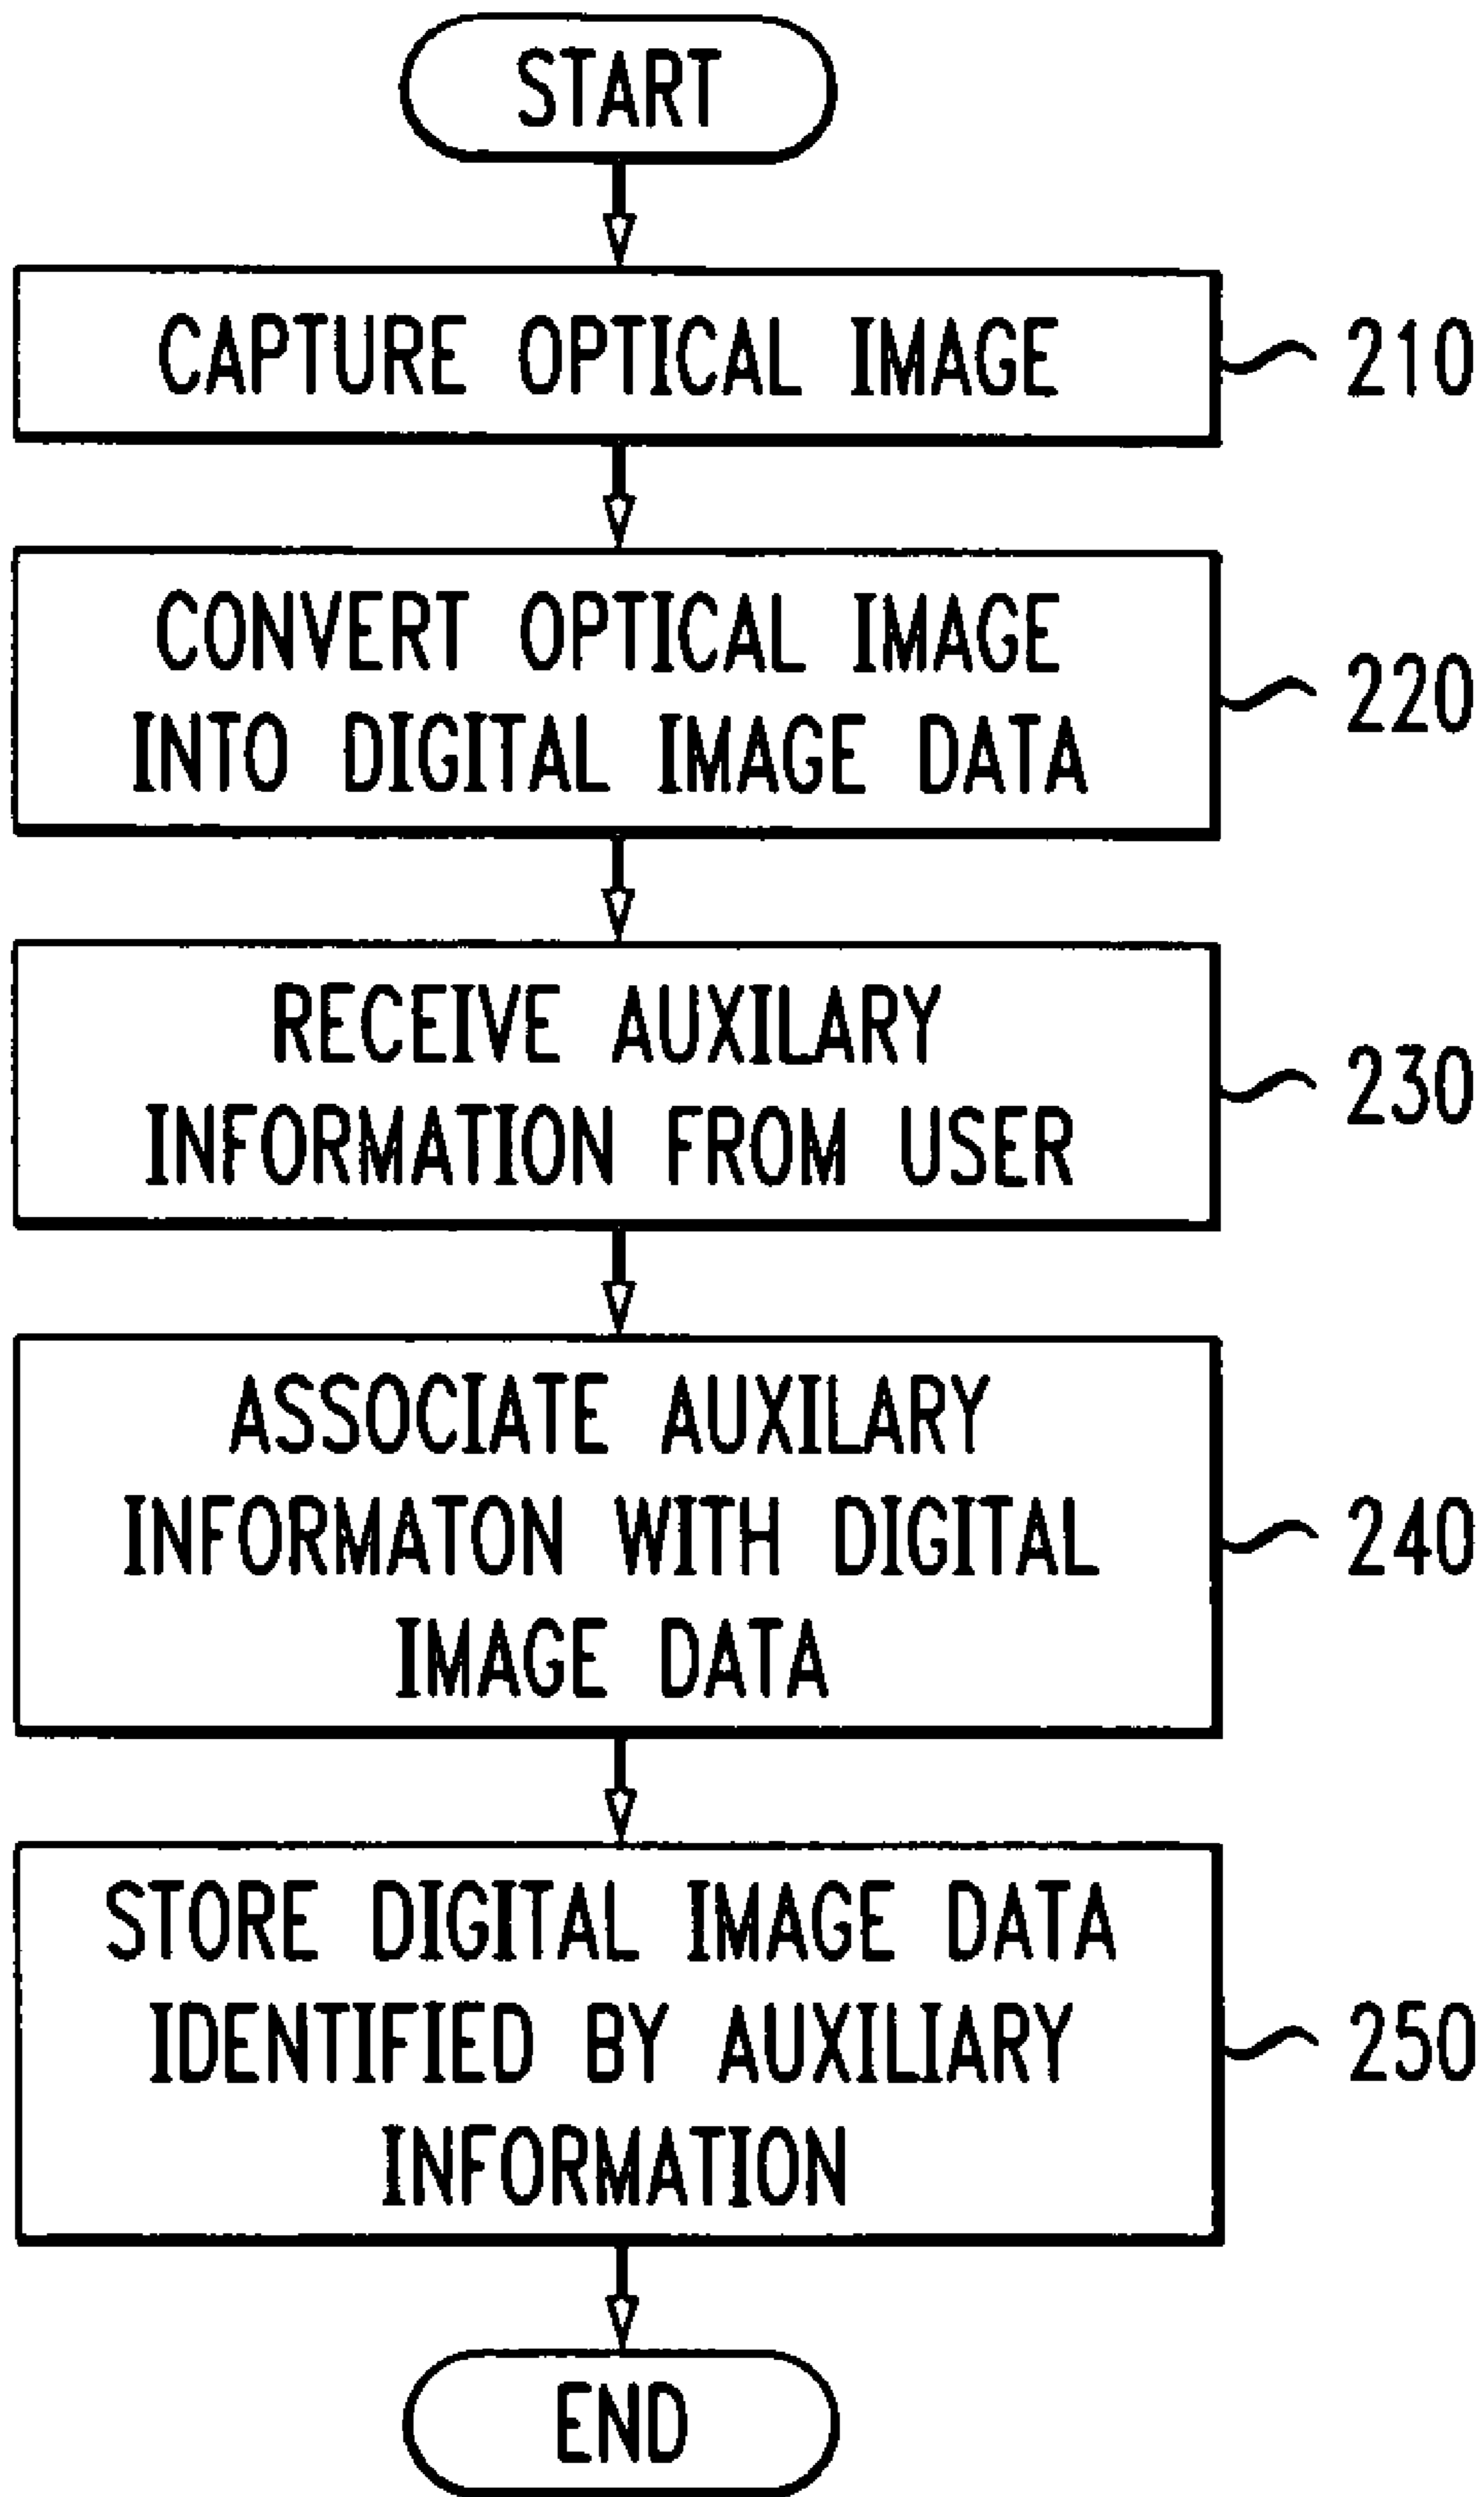 START
CAPTURE OPTICAL IMAGE
210
CONVERT OPTICAL IMAGE
INTO DIGITAL IMAGE DATA
220
RECEIVE AUXILARY
INFORMATION FROM USER
230
ASSOCIATE AUXILARY
INFORMATON WITH DIGITAL
IMAGE DATA
240
STORE DIGITAL IMAGE DATA
IDENTIFIED BY AUXILIARY
INFORMATION
250
END